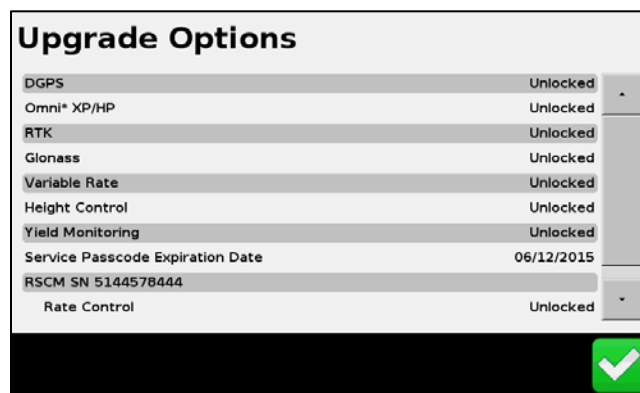 Upgrade Options
DGPS Unlocked
Omni* XP/HP Unlocked
RTK Unlocked
Glonass Unlocked
Variable Rate Unlocked
Height Control Unlocked
Yield Monitoring Unlocked
Service Passcode Expiration Date 06/12/2015
RSCM SN 5144578444
Rate Control Unlocked